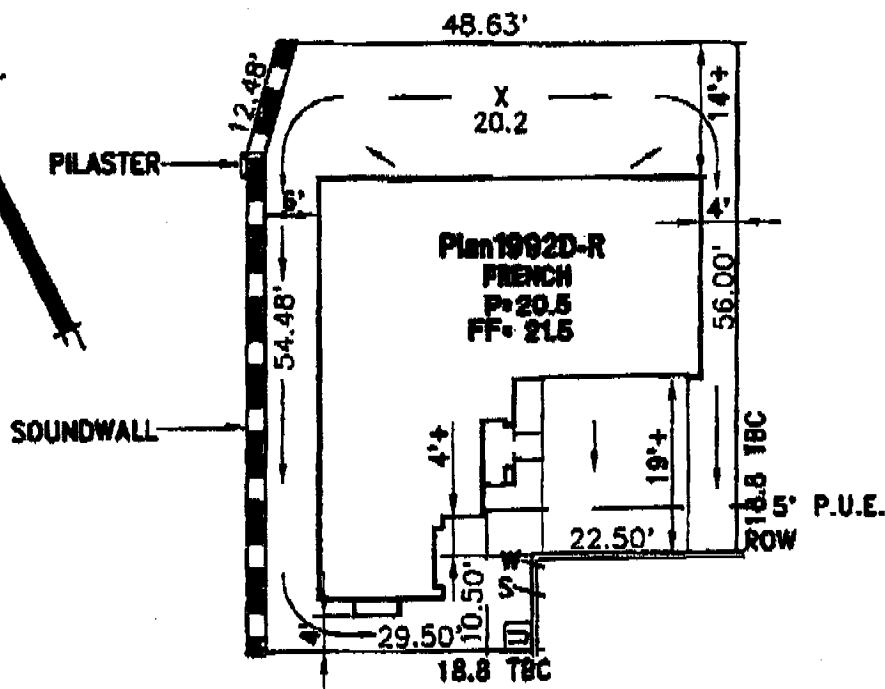 48.63'
12.48'
14'+
X
20.2
PILASTER
6'
4'
Plan1992D-R
FRENCH
P=20.5
FF= 21.5
56.00'
54.48'
SOUNDWALL
4'+
19'+
18.8 TBC
5' P.U.E.
22.50'
ROW
W
S
10.50'
4'
29.50'
U
18.8 TBC